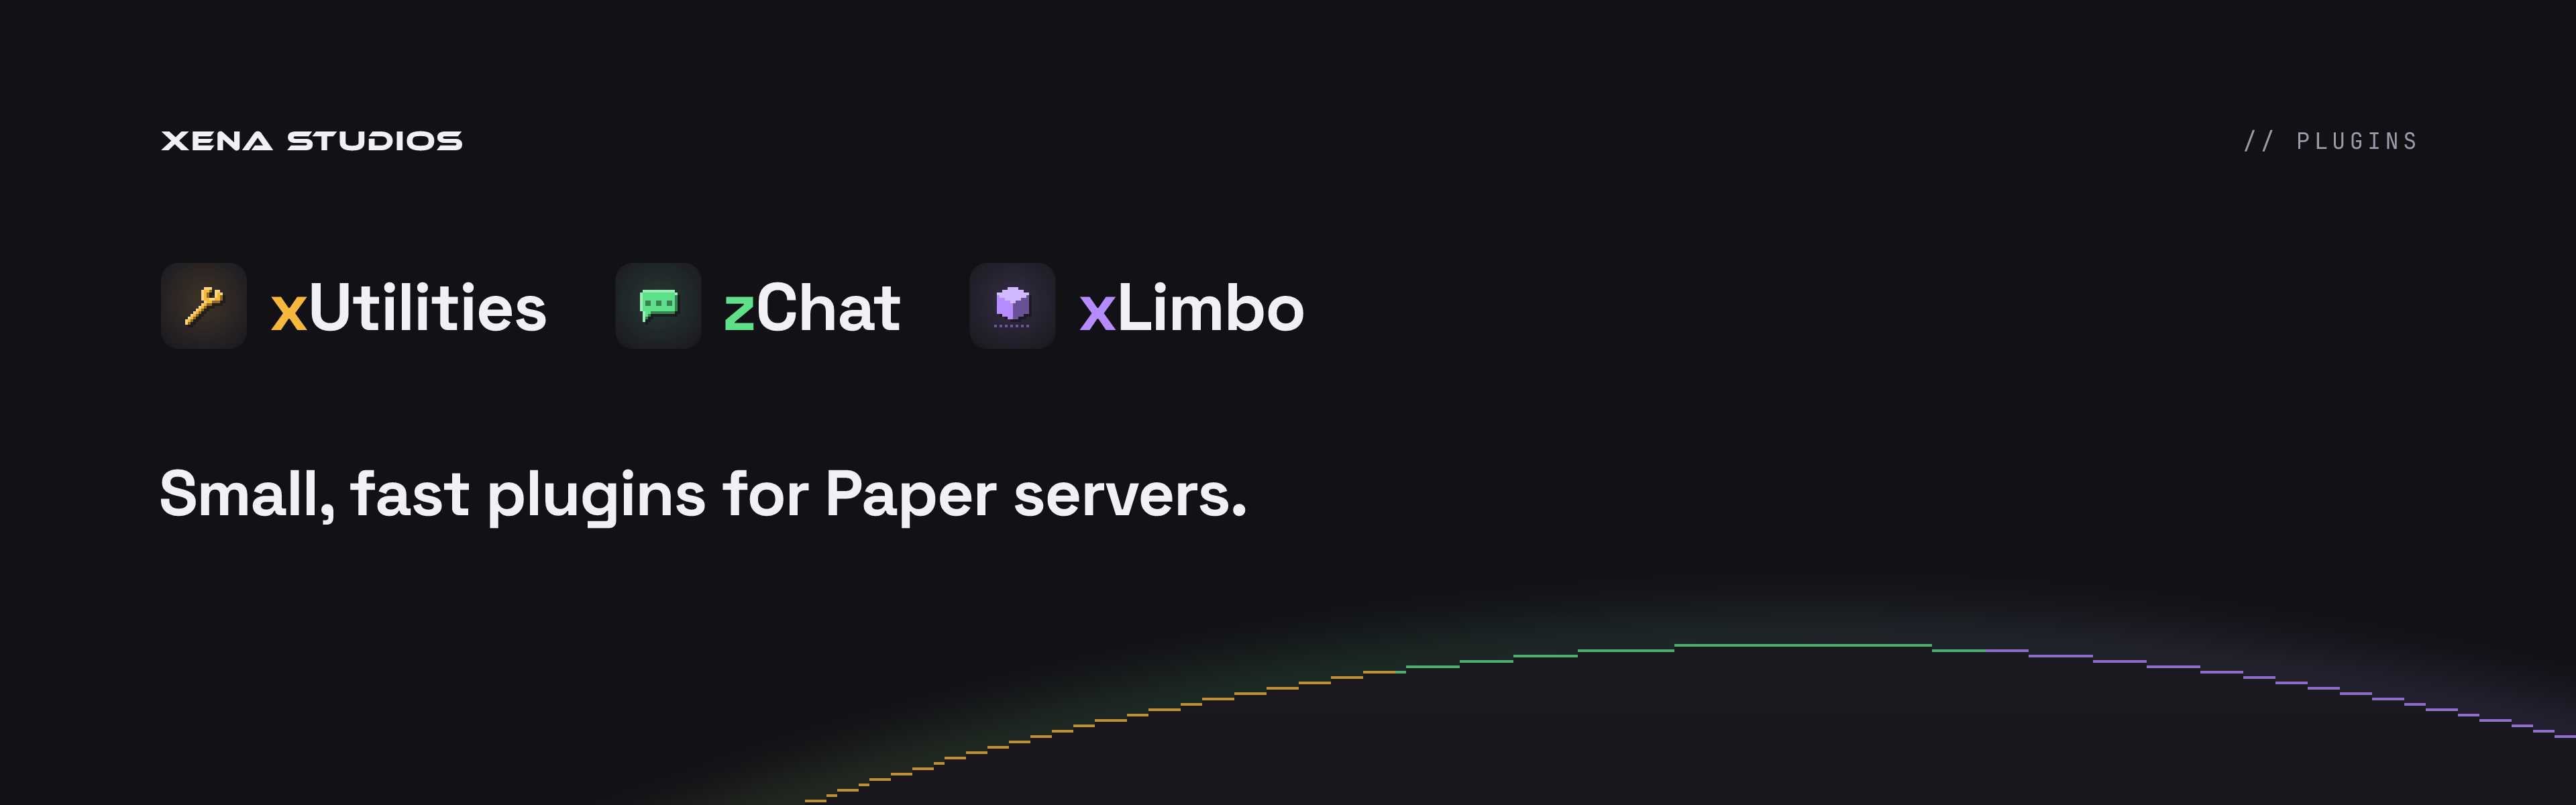 XENA STUDIOS
// PLUGINS
xUtilities
zChat
xLimbo
Small, fast plugins for Paper servers.